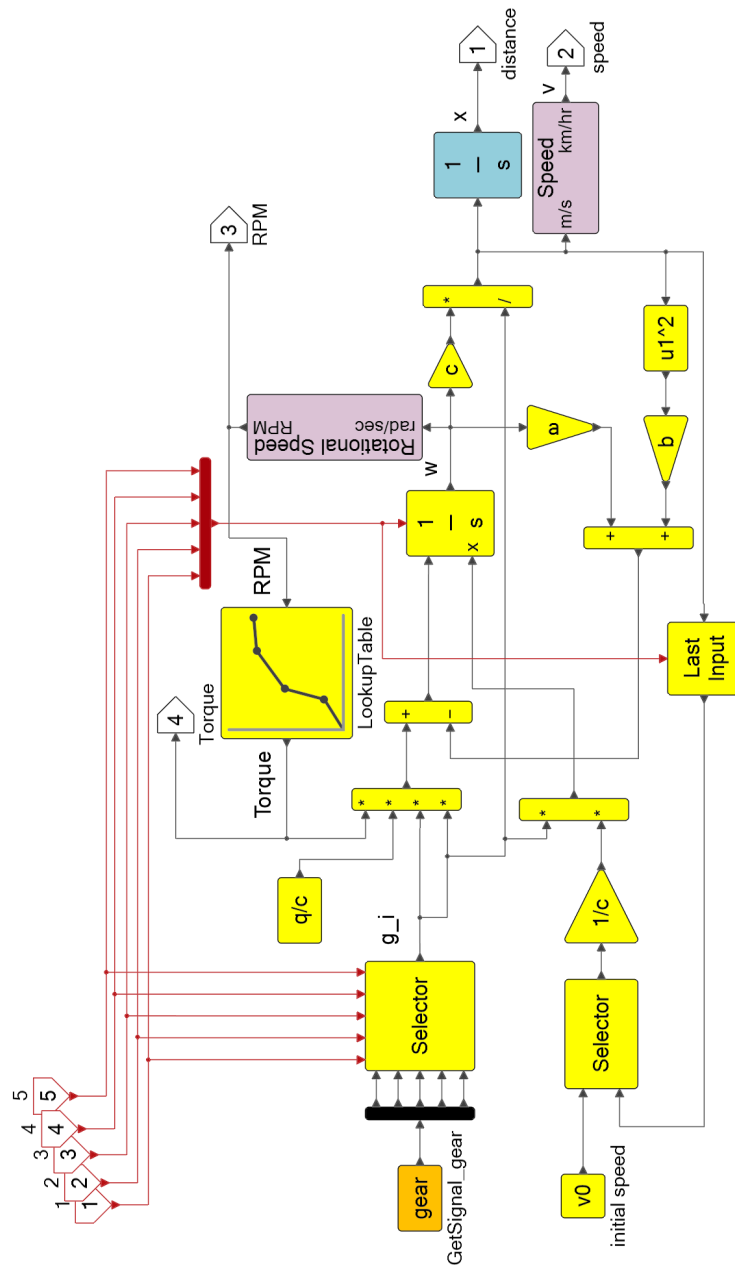 5
5
4
4
3
3
2
2
1
1
gear
GetSignal_gear
Selector
g_i
q/c
*
*
*
*
4
Torque
Torque
LookupTable
RPM
3
RPM
Rotational Speed
RPM
rad/sec
+
−
1
s
x
w
c
*
/
1
s
x
1
distance
Speed
m/s
km/hr
v
2
speed
a
b
u1^2
+
+
Last
Input
*
*
1/c
Selector
v0
initial speed